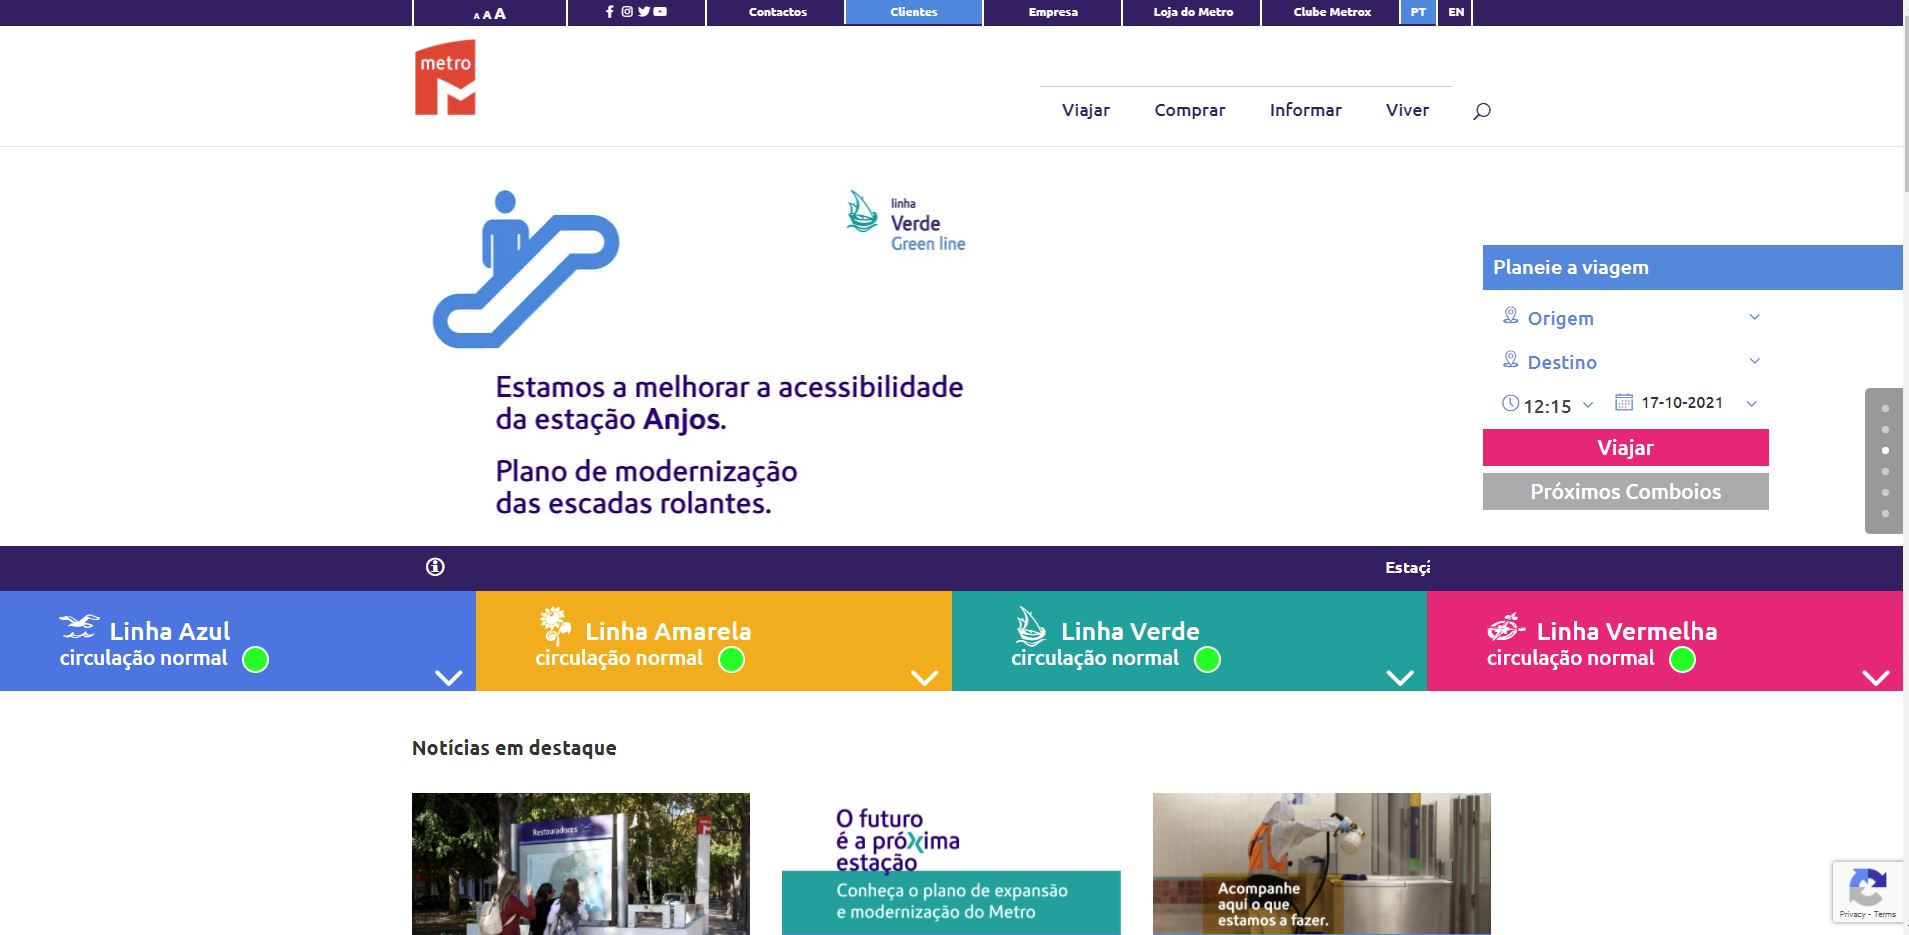 A A A
Contactos
Clientes
Empresa
Loja do Metro
Clube Metrox
PT
EN
metro
Viajar
Comprar
Informar
Viver
linha
Verde
Green line
Estamos a melhorar a acessibilidade
da estação Anjos.
Plano de modernização
das escadas rolantes.
Planeie a viagem
Origem
Destino
12:15
17-10-2021
Viajar
Próximos Comboios
Linha Azul
circulação normal
Linha Amarela
circulação normal
Linha Verde
circulação normal
Linha Vermelha
circulação normal
Notícias em destaque
Restauradores
metro
O futuro
é a próxima
estação
Conheça o plano de expansão
e modernização do Metro
Acompanhe
aqui o que
estamos a fazer.
Privacy - Terms